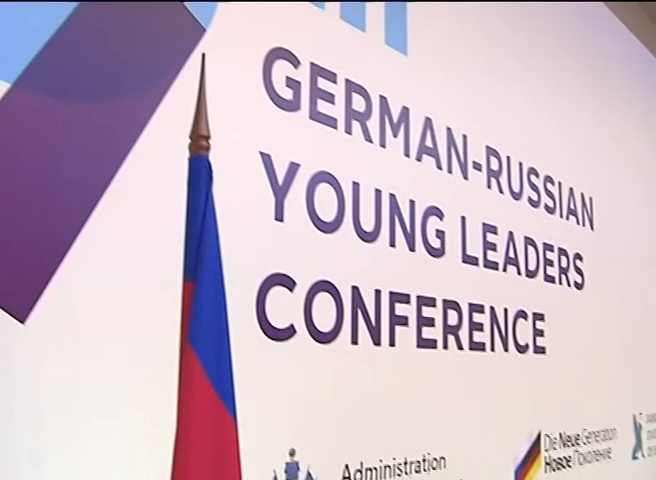 GERMAN-RUSSIAN
YOUNG LEADERS
CONFERENCE
Administration
Die Neue Generation
Новое Поколение